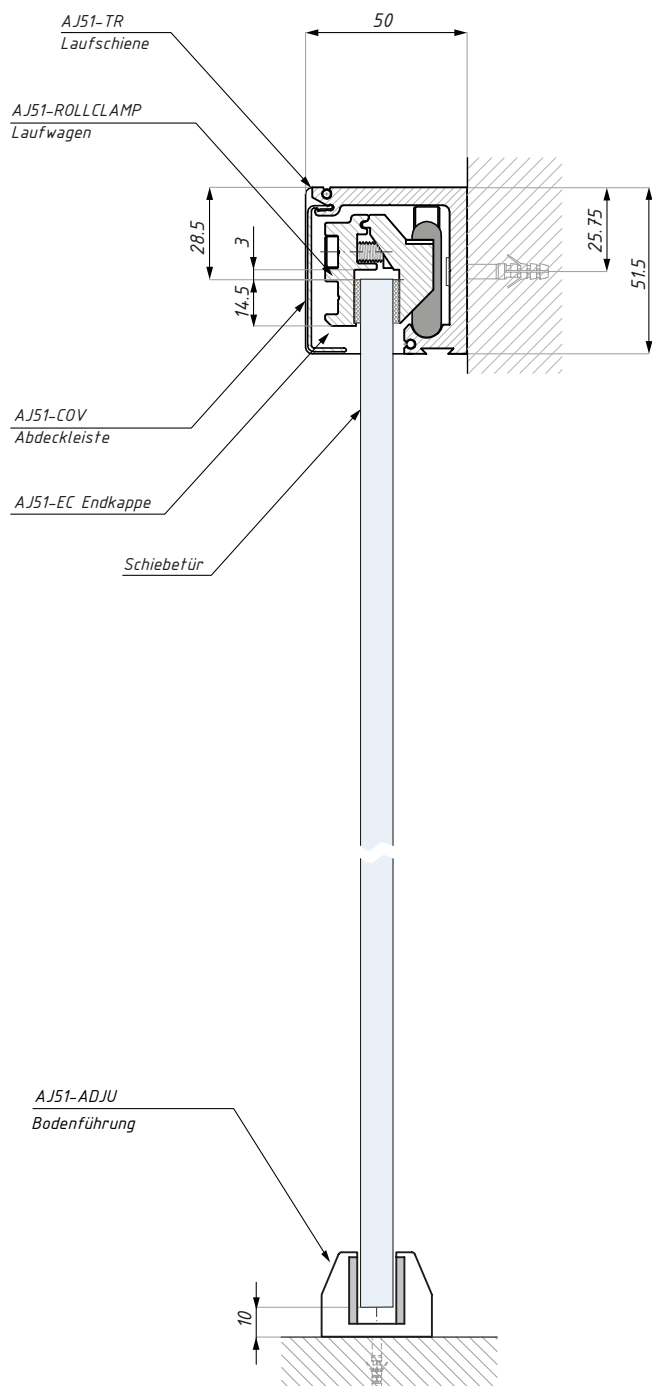 AJ51-TR
Laufschiene
50
AJ51-ROLLCLAMP
Laufwagen
28.5
3
14.5
25.75
51.5
AJ51-COV
Abdeckleiste
AJ51-EC Endkappe
Schiebetür
AJ51-ADJU
Bodenführung
10